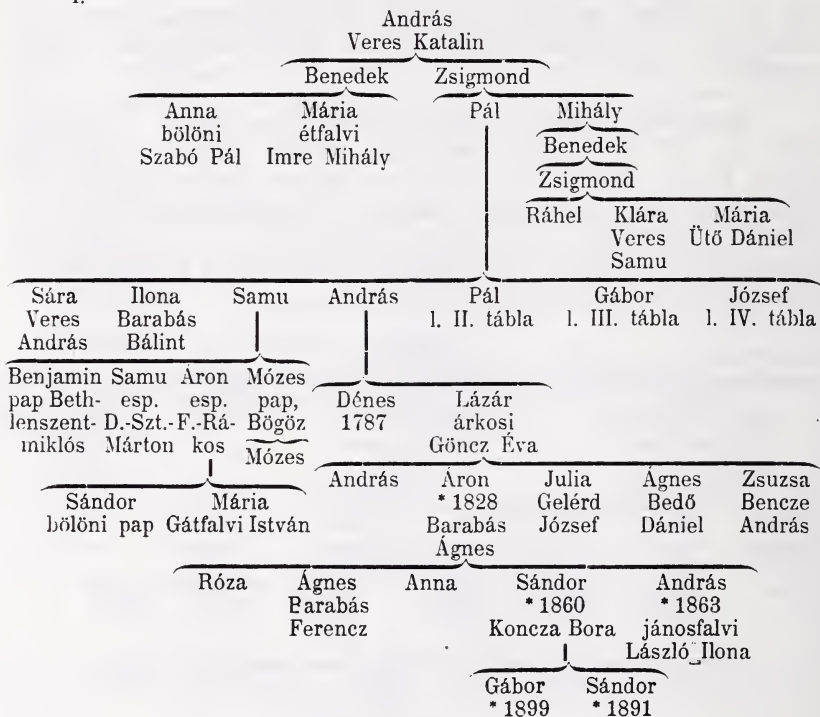 I.
András
Veres Katalin
Benedek Zsigmond
Anna Mária Pál Mihály
bölöni étfalvi
Szabó Pál Imre Mihály Benedek
Zsigmond
Ráhel Klára Mária
Veres Ütő Dániel
Samu
Sára Ilona Samu András Pál Gábor József
Veres Barabás l. II. tábla l. III. tábla l. IV. tábla
András Bálint
Benjamin Samu Áron Mózes
pap Beth- esp. esp. pap, Dénes Lázár
lenszent- D.-Szt.- F.-Rá- Bögöz 1787 árkosi
miklós Márton kos Mózes Göncz Éva
András Áron Julia Ágnes Zsuzsa
Sándor Mária * 1828 Gelérd Bedő Bencze
bölöni pap Gátfalvi István Barabás József Dániel András
Ágnes
Róza Ágnes Anna Sándor András
Barabás * 1860 * 1863
Ferencz Koncza Bora jánosfalvi
László Ilona
Gábor Sándor
* 1899 * 1891